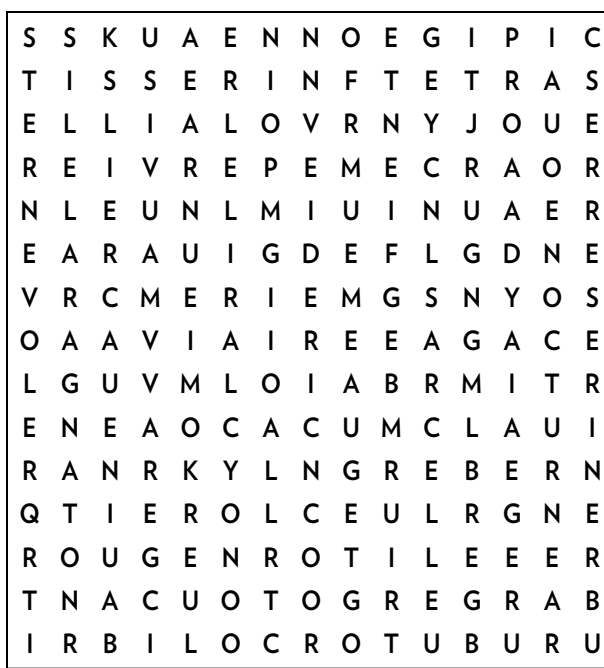 S S K U A E N N O E G I P I C
T I S S E R I N F T E T R A S
E L L I A L O V R N Y J O U E
R E I V R E P E M E C R A O R
N L E U N L M I U I N U A E R
E A R A U I G D E F L G D N E
V R C M E R I E M G S N Y O S
O A A V I A I R E E A G A C E
L G U V M L O I A B R M I T R
E N E A O C A C U M C L A U I
R A N R K Y L N G R E B E R N
Q T I E R O L C E U L R G N E
R O U G E N R O T I L E E E R
T N A C U O T O G R E G R A B
I R B I L O C R O T U B U R U